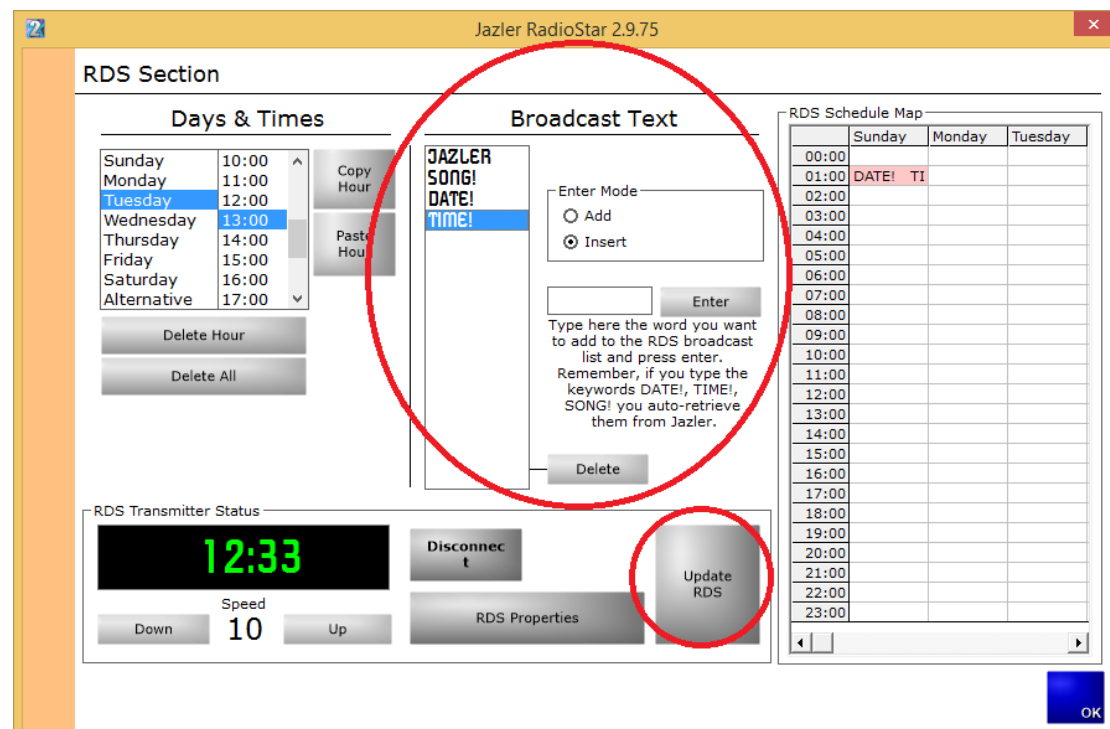 Jazler RadioStar 2.9.75
RDS Section
Days & Times
Sunday
Monday
Tuesday
Wednesday
Thursday
Friday
Saturday
Alternative
10:00
11:00
12:00
13:00
14:00
15:00
16:00
17:00
Copy
Hour
Paste
Hour
Delete Hour
Delete All
Broadcast Text
JAZLER
SONG!
DATE!
TIME!
Enter Mode
Add
Insert
Enter
Type here the word you want
to add to the RDS broadcast
list and press enter.
Remember, if you type the
keywords DATE!, TIME!,
SONG! you auto-retrieve
them from Jazler.
Delete
RDS Transmitter Status
12:33
Speed
Down
10
Up
Disconnec
t
RDS Properties
Update
RDS
RDS Schedule Map
Sunday Monday Tuesday
00:00
01:00 DATE! TI
02:00
03:00
04:00
05:00
06:00
07:00
08:00
09:00
10:00
11:00
12:00
13:00
14:00
15:00
16:00
17:00
18:00
19:00
20:00
21:00
22:00
23:00
OK